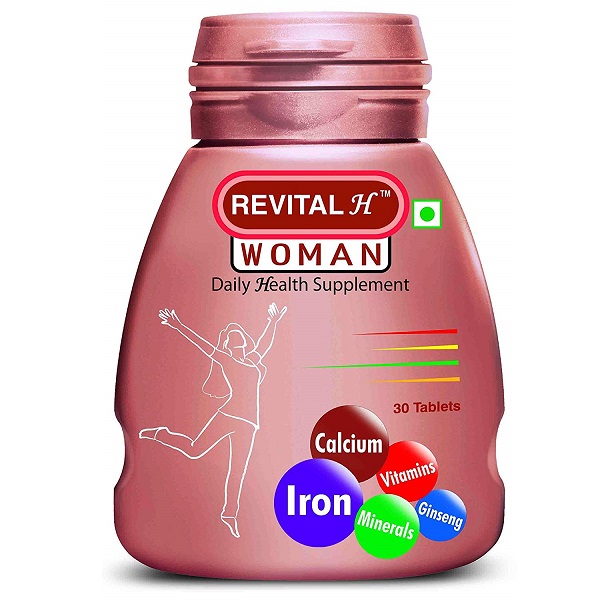 REVITAL H™
WOMAN
Daily Health Supplement
30 Tablets
Calcium
Vitamins
Iron
Minerals
Ginseng